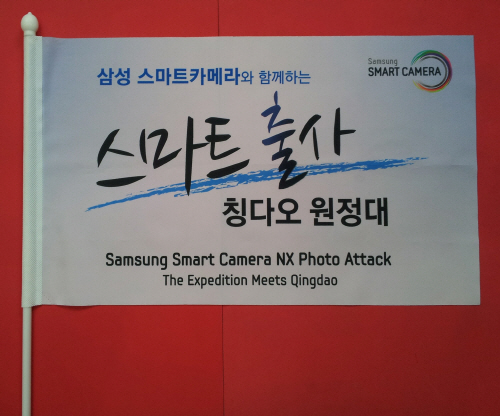 Samsung
SMART CAMERA
삼성 스마트카메라와 함께하는
스마트 출사
칭다오 원정대
Samsung Smart Camera NX Photo Attack
The Expedition Meets Qingdao